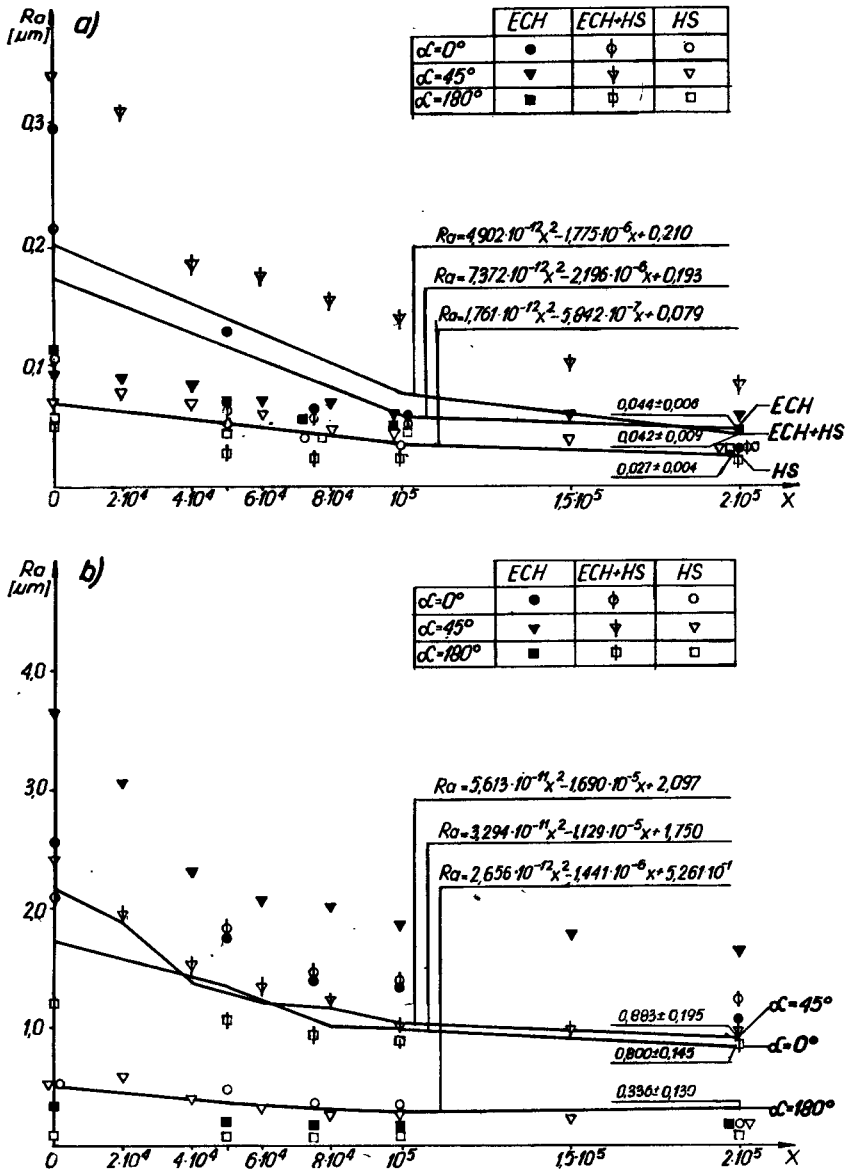 Ra
[μm]
a)
ECH ECH+HS HS
α=0°
α=45°
α=180°
0,3
0,2
0,1
Ra=4,902·10⁻¹²x²-1,775·10⁻⁶x+0,210
Ra=7,372·10⁻¹²x²-2,196·10⁻⁶x+0,193
Ra=1,761·10⁻¹²x²-5,842·10⁻⁷x+0,079
0,044±0,006
ECH
0,042±0,009
ECH+HS
0,027±0,004
HS
0 2·10⁴ 4·10⁴ 6·10⁴ 8·10⁴ 10⁵ 1,5·10⁵ 2·10⁵ X
Ra
[μm]
b)
ECH ECH+HS HS
α=0°
α=45°
α=180°
4,0
3,0
2,0
1,0
Ra=5,613·10⁻¹¹x²-1,690·10⁻⁵x+2,097
Ra=3,294·10⁻¹¹x²-1,129·10⁻⁵x+1,750
Ra=2,656·10⁻¹²x²-1,441·10⁻⁶x+5,261·10⁻¹
0,883±0,195
α=45°
0,800±0,145
α=0°
0,336±0,130
α=180°
0 2·10⁴ 4·10⁴ 6·10⁴ 8·10⁴ 10⁵ 1,5·10⁵ 2·10⁵ X